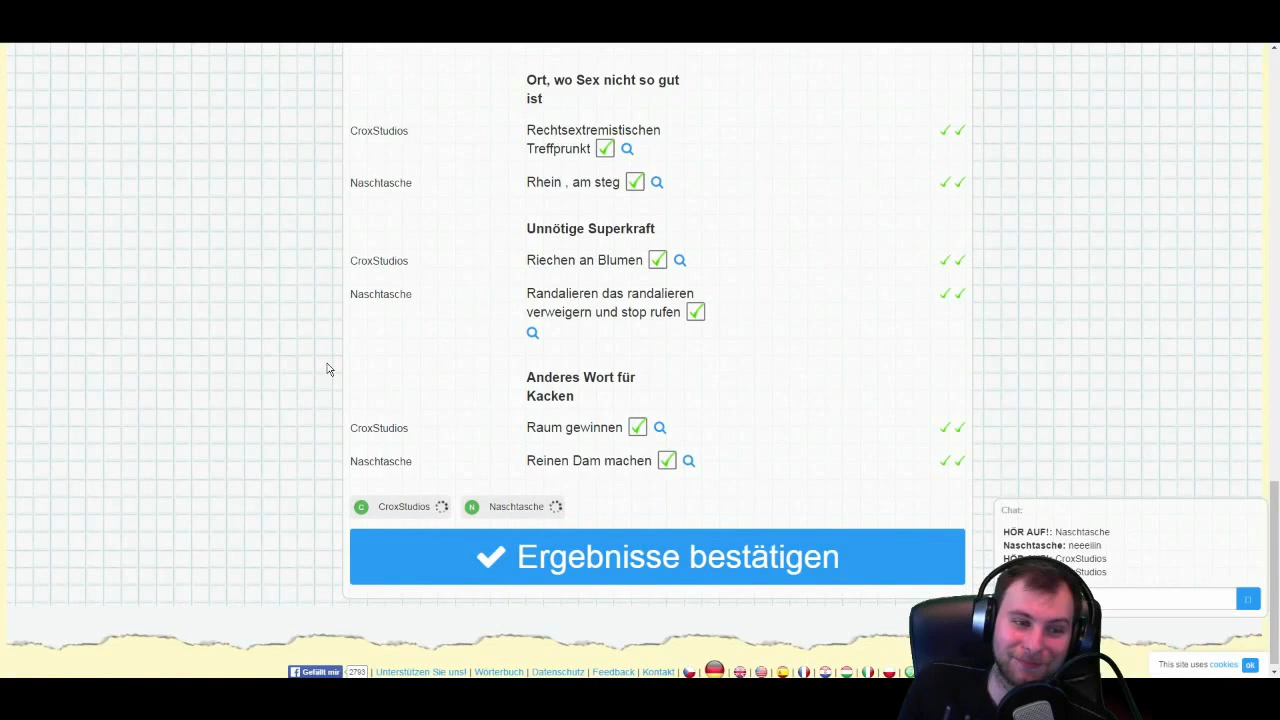 Ort, wo Sex nicht so gut
ist
CroxStudios
Rechtsextremistischen
Treffprunkt
Naschtasche
Rhein , am steg
Unnötige Superkraft
CroxStudios
Riechen an Blumen
Naschtasche
Randalieren das randalieren
verweigern und stop rufen
Anderes Wort für
Kacken
CroxStudios
Raum gewinnen
Naschtasche
Reinen Dam machen
C CroxStudios N Naschtasche
Ergebnisse bestätigen
Chat:
HÖR AUF!: Naschtasche
Naschtasche: neeeiiin
CroxStudios
Gefällt mir 2793 | Unterstützen Sie uns! | Wörterbuch | Datenschutz | Feedback | Kontakt |
This site uses cookies ok